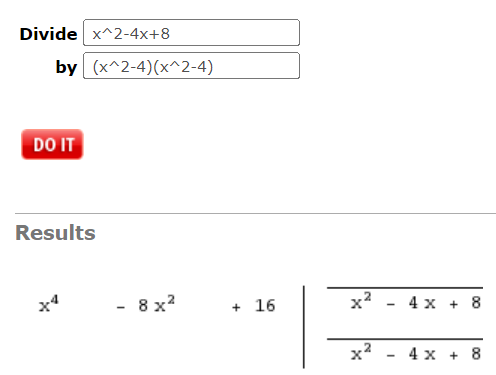 Divide x^2-4x+8
by (x^2-4)(x^2-4)
DO IT
Results
x⁴ - 8 x² + 16 | x² - 4 x + 8
x² - 4 x + 8